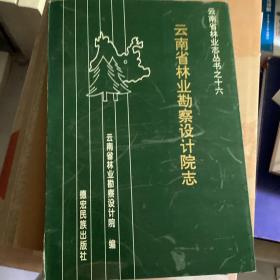 云南省林业志丛书之十六
云南省林业勘察设计院志
云南省林业勘察设计院 编
德宏民族出版社